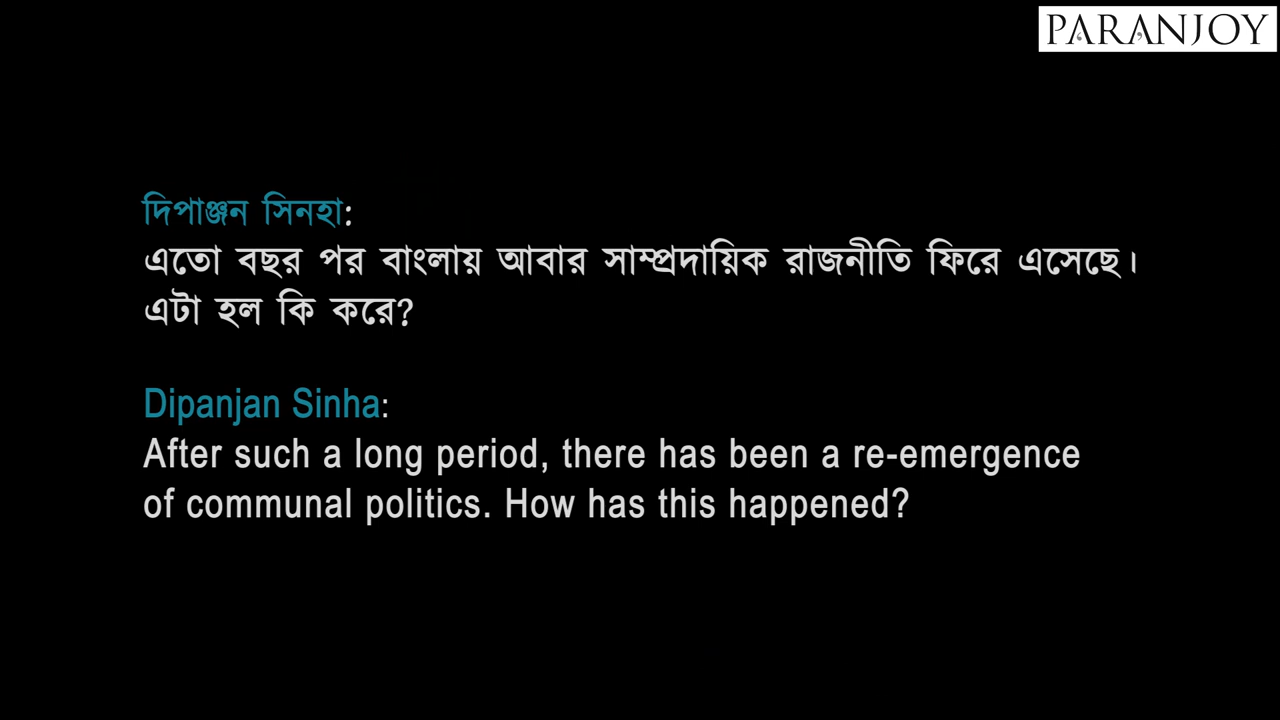 PARANJOY
দিপাঞ্জন সিনহা:
এতো বছর পর বাংলায় আবার সাম্প্রদায়িক রাজনীতি ফিরে এসেছে।
এটা হল কি করে?
Dipanjan Sinha:
After such a long period, there has been a re-emergence
of communal politics. How has this happened?